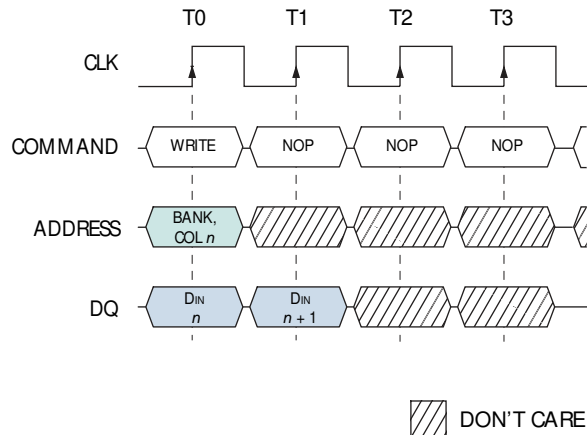 T0 T1 T2 T3
CLK
COMMAND WRITE NOP NOP NOP
ADDRESS BANK,
COL n
DQ DIN
n DIN
n + 1
DON'T CARE